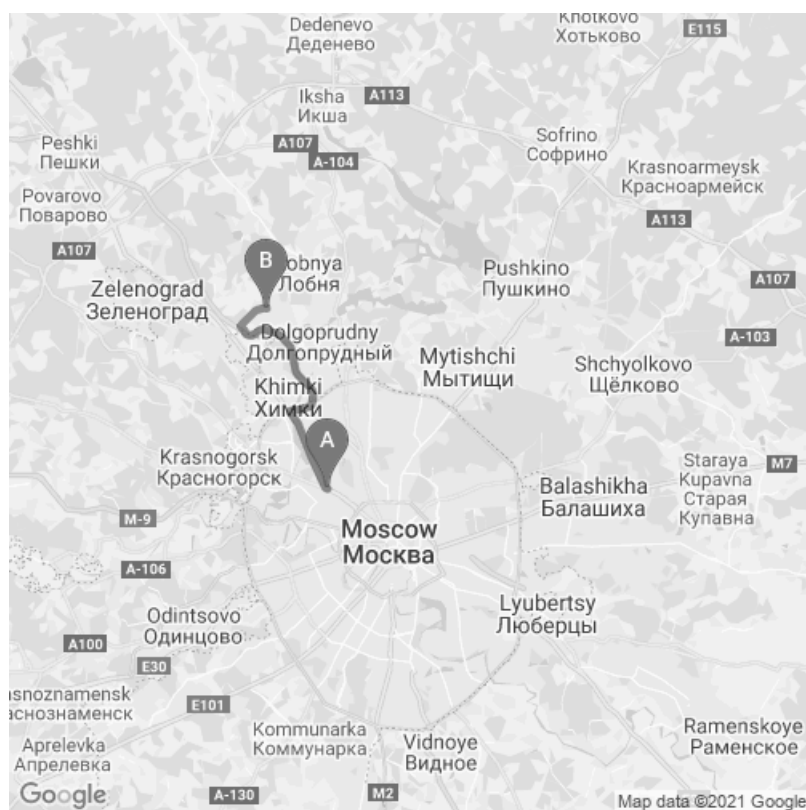 Dedenevo
Деденево
Khotkovo
Хотьково
E115
Iksha
Икша
A113
A107
A-104
Sofrino
Софрино
Peshki
Пешки
Krasnoarmeysk
Красноармейск
Povarovo
Поварово
A113
A107
B
obnya
Лобня
Pushkino
Пушкино
A107
Zelenograd
Зеленоград
Dolgoprudny
Долгопрудный
A-103
Mytishchi
Мытищи
Shchyolkovo
Щёлково
Khimki
Химки
A
Krasnogorsk
Красногорск
Staraya
Kupavna
Старая
Купавна
M7
Balashikha
Балашиха
M-9
Moscow
Москва
A-106
Lyubertsy
Люберцы
Odintsovo
Одинцово
A100
E30
asnoznamensk
аснознаменск
E101
Kommunarka
Коммунарка
Vidnoye
Видное
Ramenskoye
Раменское
Aprelevka
Апрелевка
Google
A-130
M2
Map data ©2021 Google